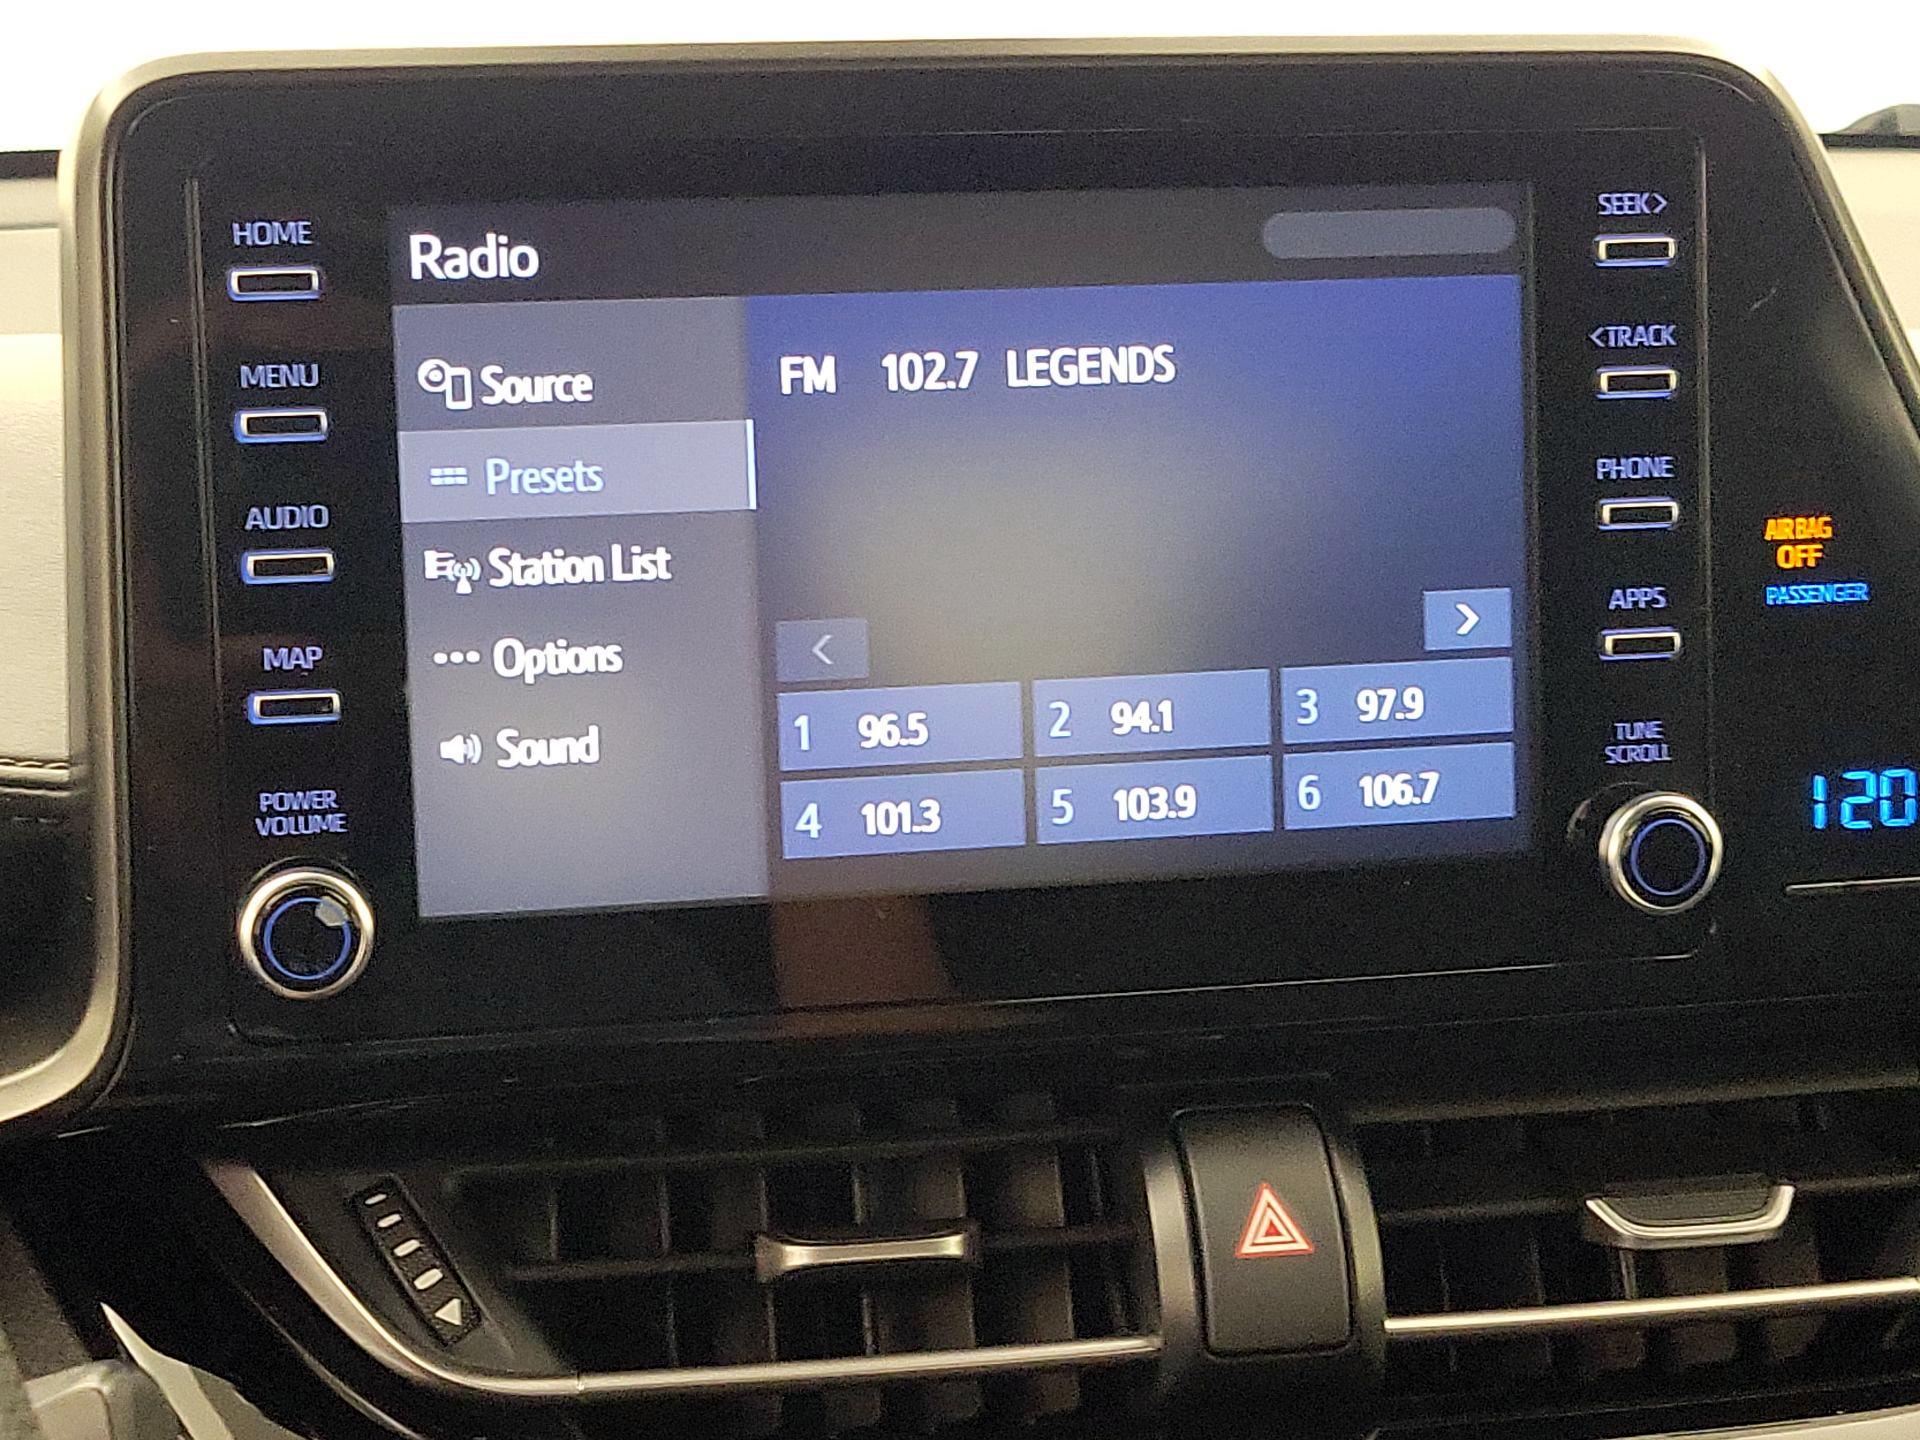 HOME
MENU
AUDIO
MAP
POWER
VOLUME
Radio
Source
Presets
Station List
Options
Sound
FM 102.7 LEGENDS
<
>
1 96.5
2 94.1
3 97.9
4 101.3
5 103.9
6 106.7
SEEK>
<TRACK
PHONE
APPS
TUNE
SCROLL
AIRBAG
OFF
PASSENGER
120